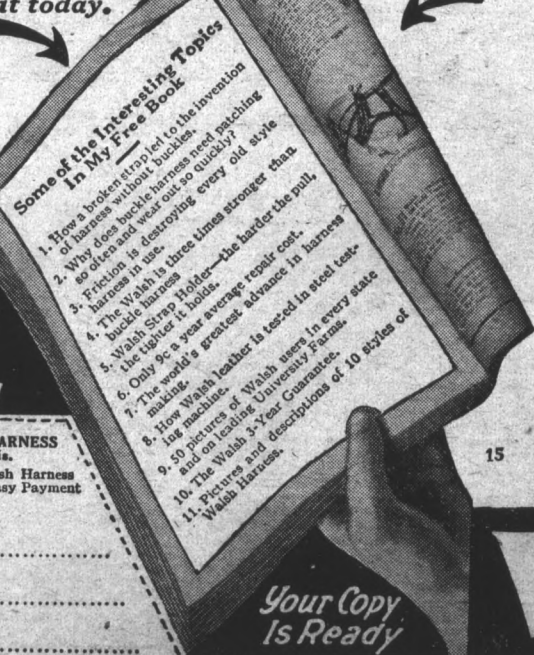 it today.
Some of the Interesting Topics
In My Free Book
1. How a broken strap led to the invention
of harness without buckles.
2. Why does buckle harness need patching
so often and wear out so quickly?
3. Friction is destroying every old style
harness in use.
4. The Walsh is three times stronger than
buckle harness
5. Walsh Strap Holder—the harder the pull,
the tighter it holds.
6. Only 9c a year average repair cost.
7. The world's greatest advance in harness
making.
8. How Walsh leather is tested in steel test-
ing machine.
9. 50 pictures of Walsh users in every state
and on leading University Farms.
10. The Walsh 3-Year Guarantee.
11. Pictures and descriptions of 10 styles of
Walsh Harness.
ARNESS
is.
sh Harness
asy Payment
15
Your Copy
Is Ready